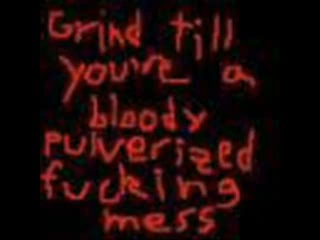 Grind till
you're a
bloody
pulverized
fucking
mess